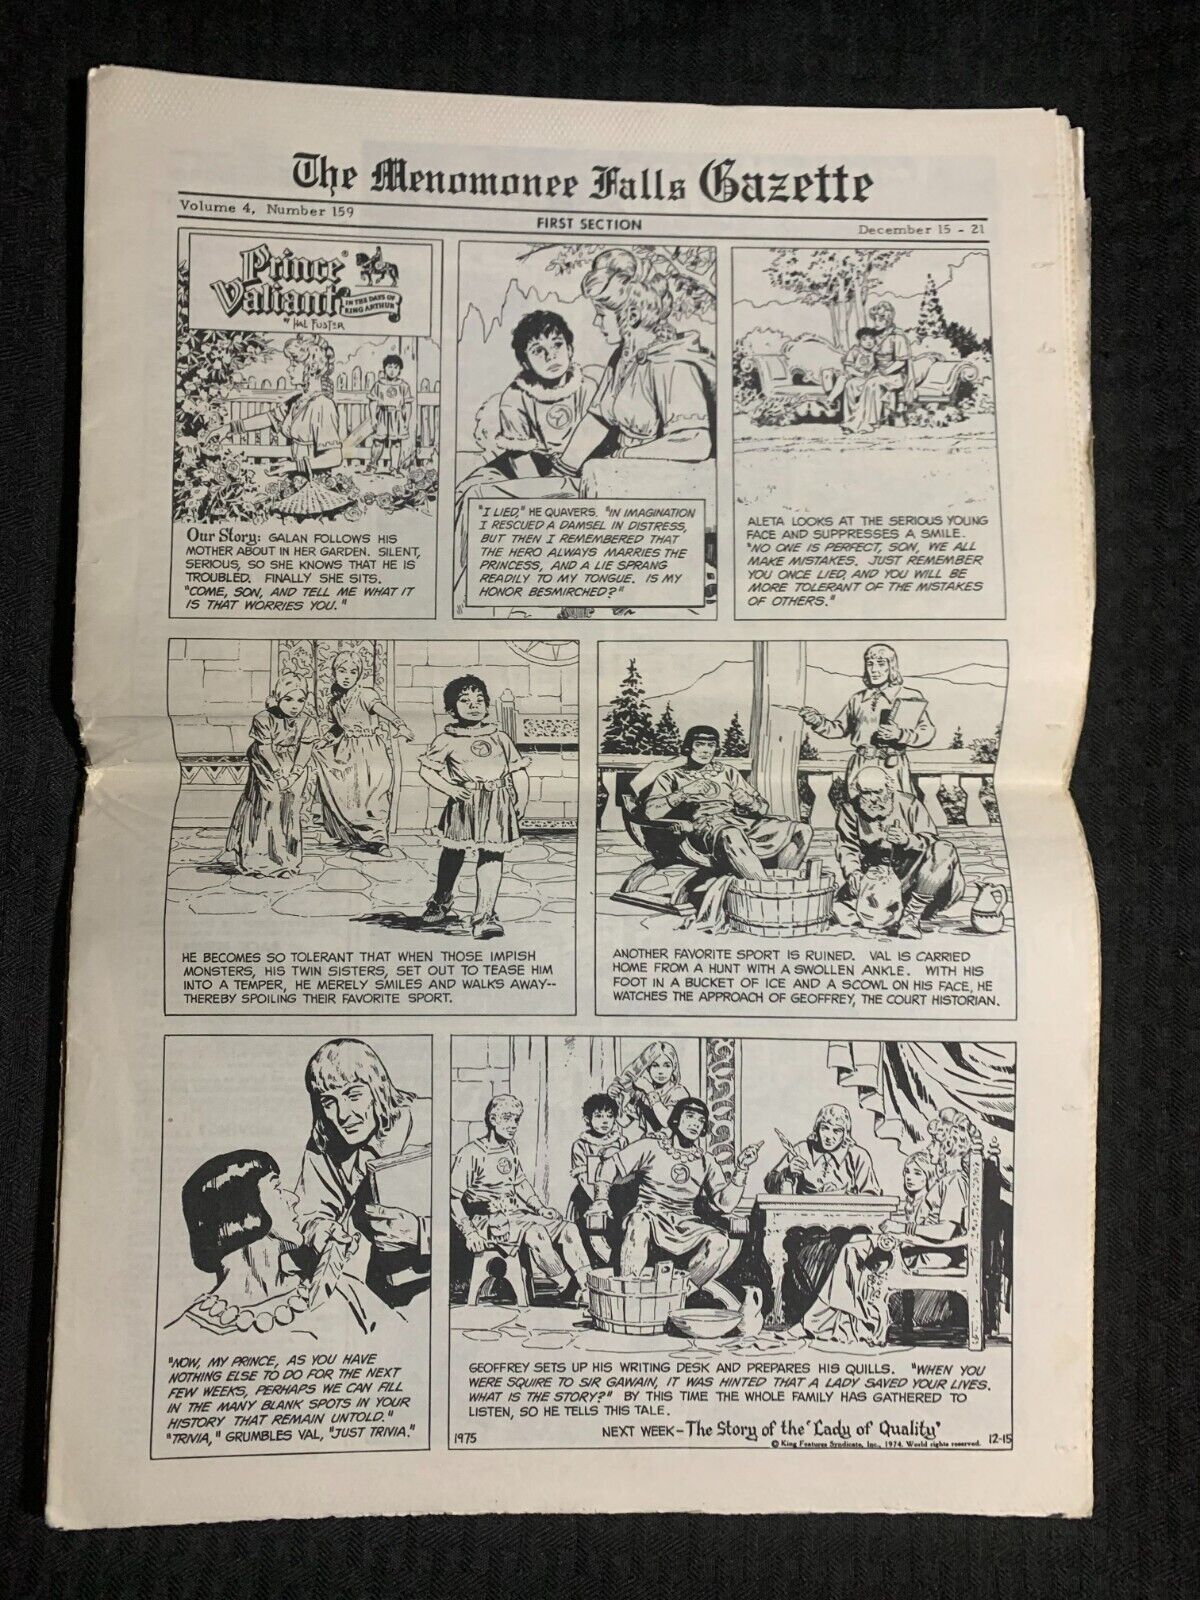 The Menomonee Falls Gazette
Volume 4, Number 159
FIRST SECTION
December 15 - 21
Prince Valiant
IN THE DAYS OF
KING ARTHUR
BY HAL FOSTER
Our Story: GALAN FOLLOWS HIS
MOTHER ABOUT IN HER GARDEN. SILENT,
SERIOUS, SO SHE KNOWS THAT HE IS
TROUBLED. FINALLY SHE SITS.
"COME, SON, AND TELL ME WHAT IT
IS THAT WORRIES YOU."
"I LIED," HE QUAVERS. "IN IMAGINATION
I RESCUED A DAMSEL IN DISTRESS,
BUT THEN I REMEMBERED THAT
THE HERO ALWAYS MARRIES THE
PRINCESS, AND A LIE SPRANG
READILY TO MY TONGUE. IS MY
HONOR BESMIRCHED?"
ALETA LOOKS AT THE SERIOUS YOUNG
FACE AND SUPPRESSES A SMILE.
"NO ONE IS PERFECT, SON, WE ALL
MAKE MISTAKES. JUST REMEMBER
YOU ONCE LIED, AND YOU WILL BE
MORE TOLERANT OF THE MISTAKES
OF OTHERS."
HE BECOMES SO TOLERANT THAT WHEN THOSE IMPISH
MONSTERS, HIS TWIN SISTERS, SET OUT TO TEASE HIM
INTO A TEMPER, HE MERELY SMILES AND WALKS AWAY--
THEREBY SPOILING THEIR FAVORITE SPORT.
ANOTHER FAVORITE SPORT IS RUINED. VAL IS CARRIED
HOME FROM A HUNT WITH A SWOLLEN ANKLE. WITH HIS
FOOT IN A BUCKET OF ICE AND A SCOWL ON HIS FACE, HE
WATCHES THE APPROACH OF GEOFFREY, THE COURT HISTORIAN.
"NOW, MY PRINCE, AS YOU HAVE
NOTHING ELSE TO DO FOR THE NEXT
FEW WEEKS, PERHAPS WE CAN FILL
IN THE MANY BLANK SPOTS IN YOUR
HISTORY THAT REMAIN UNTOLD."
"TRIVIA," GRUMBLES VAL, "JUST TRIVIA."
GEOFFREY SETS UP HIS WRITING DESK AND PREPARES HIS QUILLS. "WHEN YOU
WERE SQUIRE TO SIR GAWAIN, IT WAS HINTED THAT A LADY SAVED YOUR LIVES.
WHAT IS THE STORY?" BY THIS TIME THE WHOLE FAMILY HAS GATHERED TO
LISTEN, SO HE TELLS THIS TALE.
NEXT WEEK - The Story of the 'Lady of Quality'
1975
© King Features Syndicate, Inc., 1974. World rights reserved.
12-15